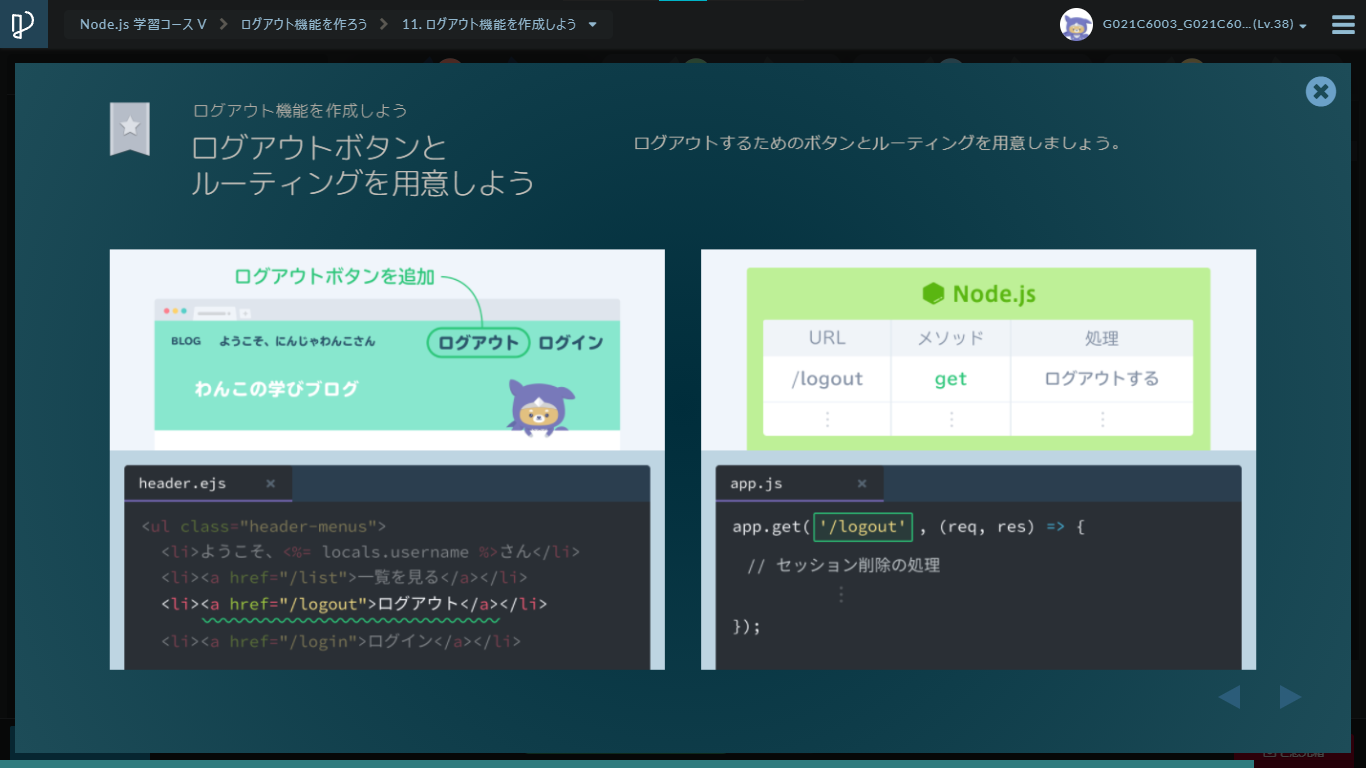 Node.js 学習コース V
ログアウト機能を作ろう
11. ログアウト機能を作成しよう
G021C6003_G021C60...(Lv.38)
ログアウト機能を作成しよう
ログアウトボタンと
ルーティングを用意しよう
ログアウトするためのボタンとルーティングを用意しましょう。
ログアウトボタンを追加
BLOG ようこそ、にんじゃわんこさん ログアウト ログイン
わんこの学びブログ
header.ejs ×
<ul class="header-menus">
<li>ようこそ、<%= locals.username %>さん</li>
<li><a href="/list">一覧を見る</a></li>
<li><a href="/logout">ログアウト</a></li>
<li><a href="/login">ログイン</a></li>
Node.js
URL メソッド 処理
/logout get ログアウトする
⋮ ⋮ ⋮
app.js ×
app.get('/logout', (req, res) => {
// セッション削除の処理
⋮
});